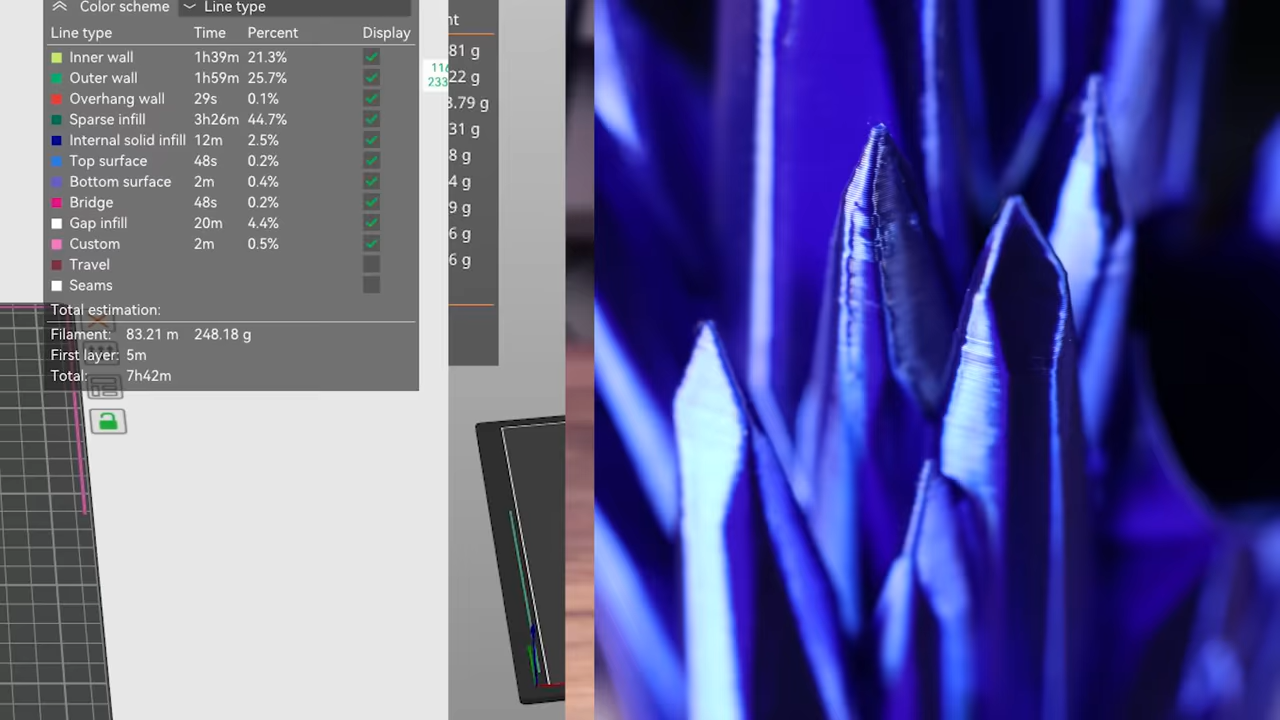 Color scheme Line type
Line type Time Percent Display
Inner wall 1h39m 21.3%
Outer wall 1h59m 25.7%
Overhang wall 29s 0.1%
Sparse infill 3h26m 44.7%
Internal solid infill 12m 2.5%
Top surface 48s 0.2%
Bottom surface 2m 0.4%
Bridge 48s 0.2%
Gap infill 20m 4.4%
Custom 2m 0.5%
Travel
Seams
Total estimation:
Filament: 83.21 m 248.18 g
First layer: 5m
Total: 7h42m
233
81 g
22 g
.79 g
31 g
8 g
4 g
9 g
6 g
6 g